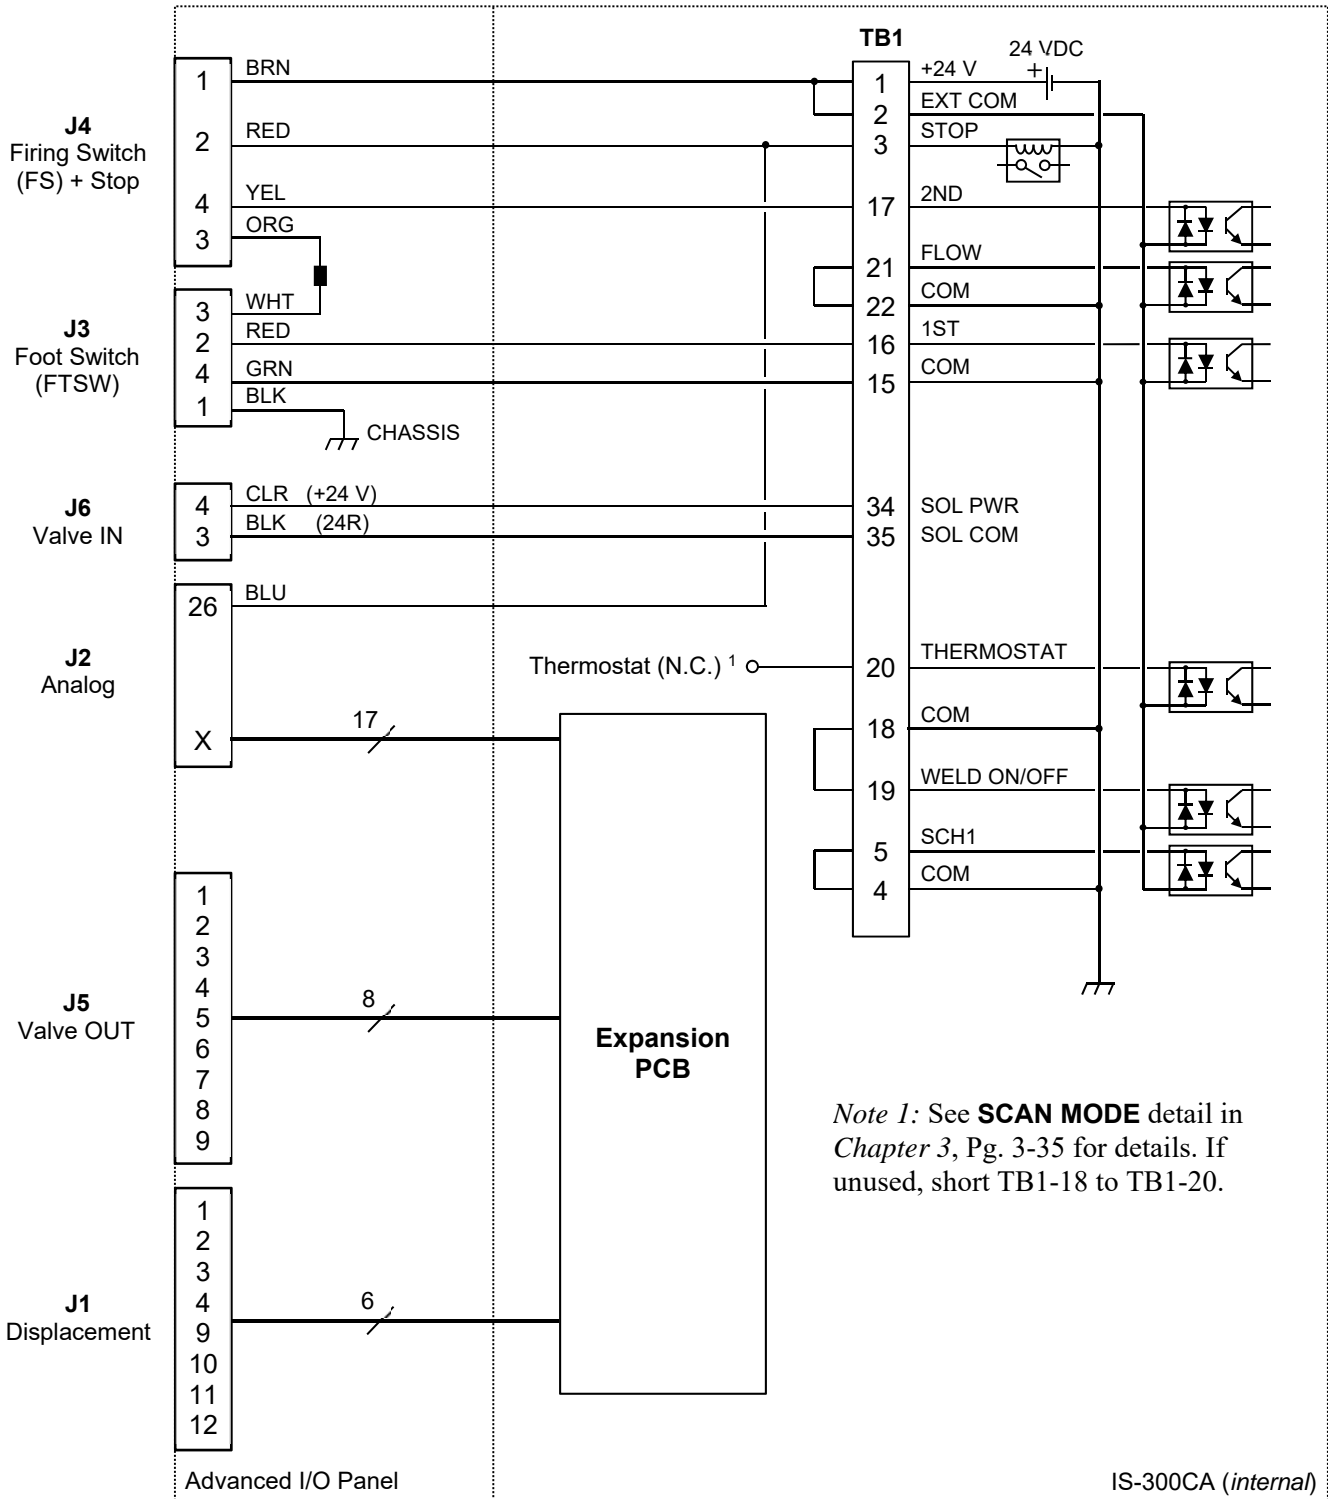 TB1
24 VDC
+
J4
Firing Switch
(FS) + Stop
1 BRN
2 RED
4 YEL
3 ORG
J3
Foot Switch
(FTSW)
3 WHT
2 RED
4 GRN
1 BLK
CHASSIS
J6
Valve IN
4 CLR (+24 V)
3 BLK (24R)
J2
Analog
26 BLU
X 17
J5
Valve OUT
1
2
3
4
5
6
7
8
9
8
J1
Displacement
1
2
3
4
9
10
11
12
6
Expansion
PCB
Thermostat (N.C.) 1
1 +24 V
2 EXT COM
3 STOP
17 2ND
21 FLOW
22 COM
16 1ST
15 COM
34 SOL PWR
35 SOL COM
20 THERMOSTAT
18 COM
19 WELD ON/OFF
5 SCH1
4 COM
Note 1: See SCAN MODE detail in
Chapter 3, Pg. 3-35 for details. If
unused, short TB1-18 to TB1-20.
Advanced I/O Panel
IS-300CA (internal)